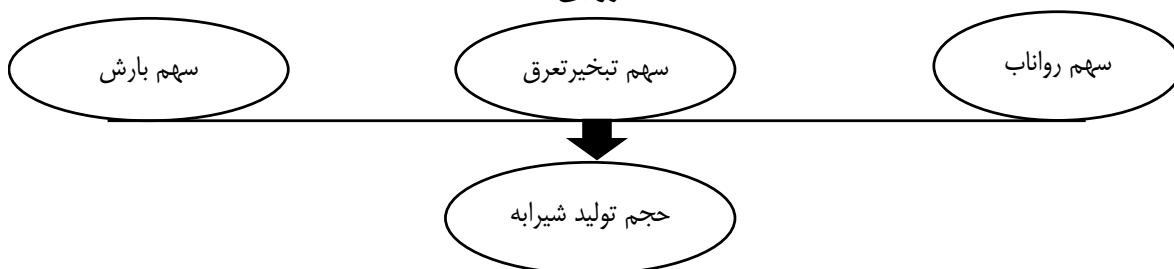 سهم رواناب
سهم تبخیرتعرق
سهم بارش
حجم تولید شیرابه